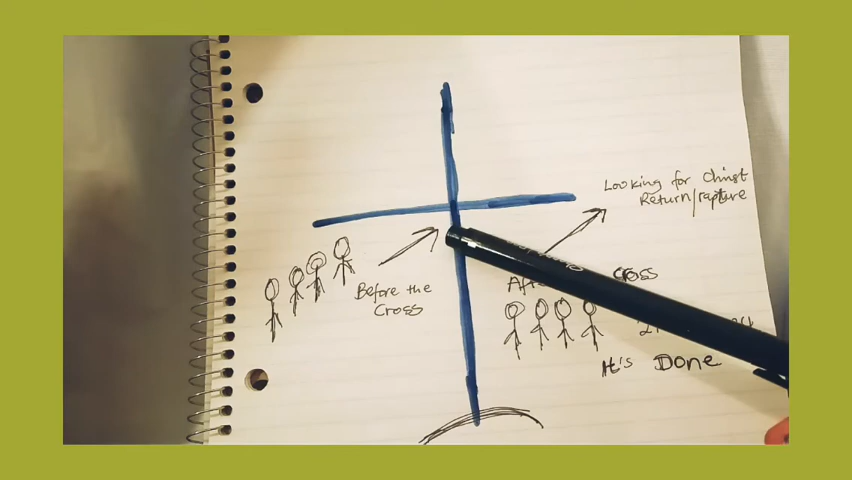 Looking for Christ
Return/rapture
Before the
Cross
Cross
It's Done